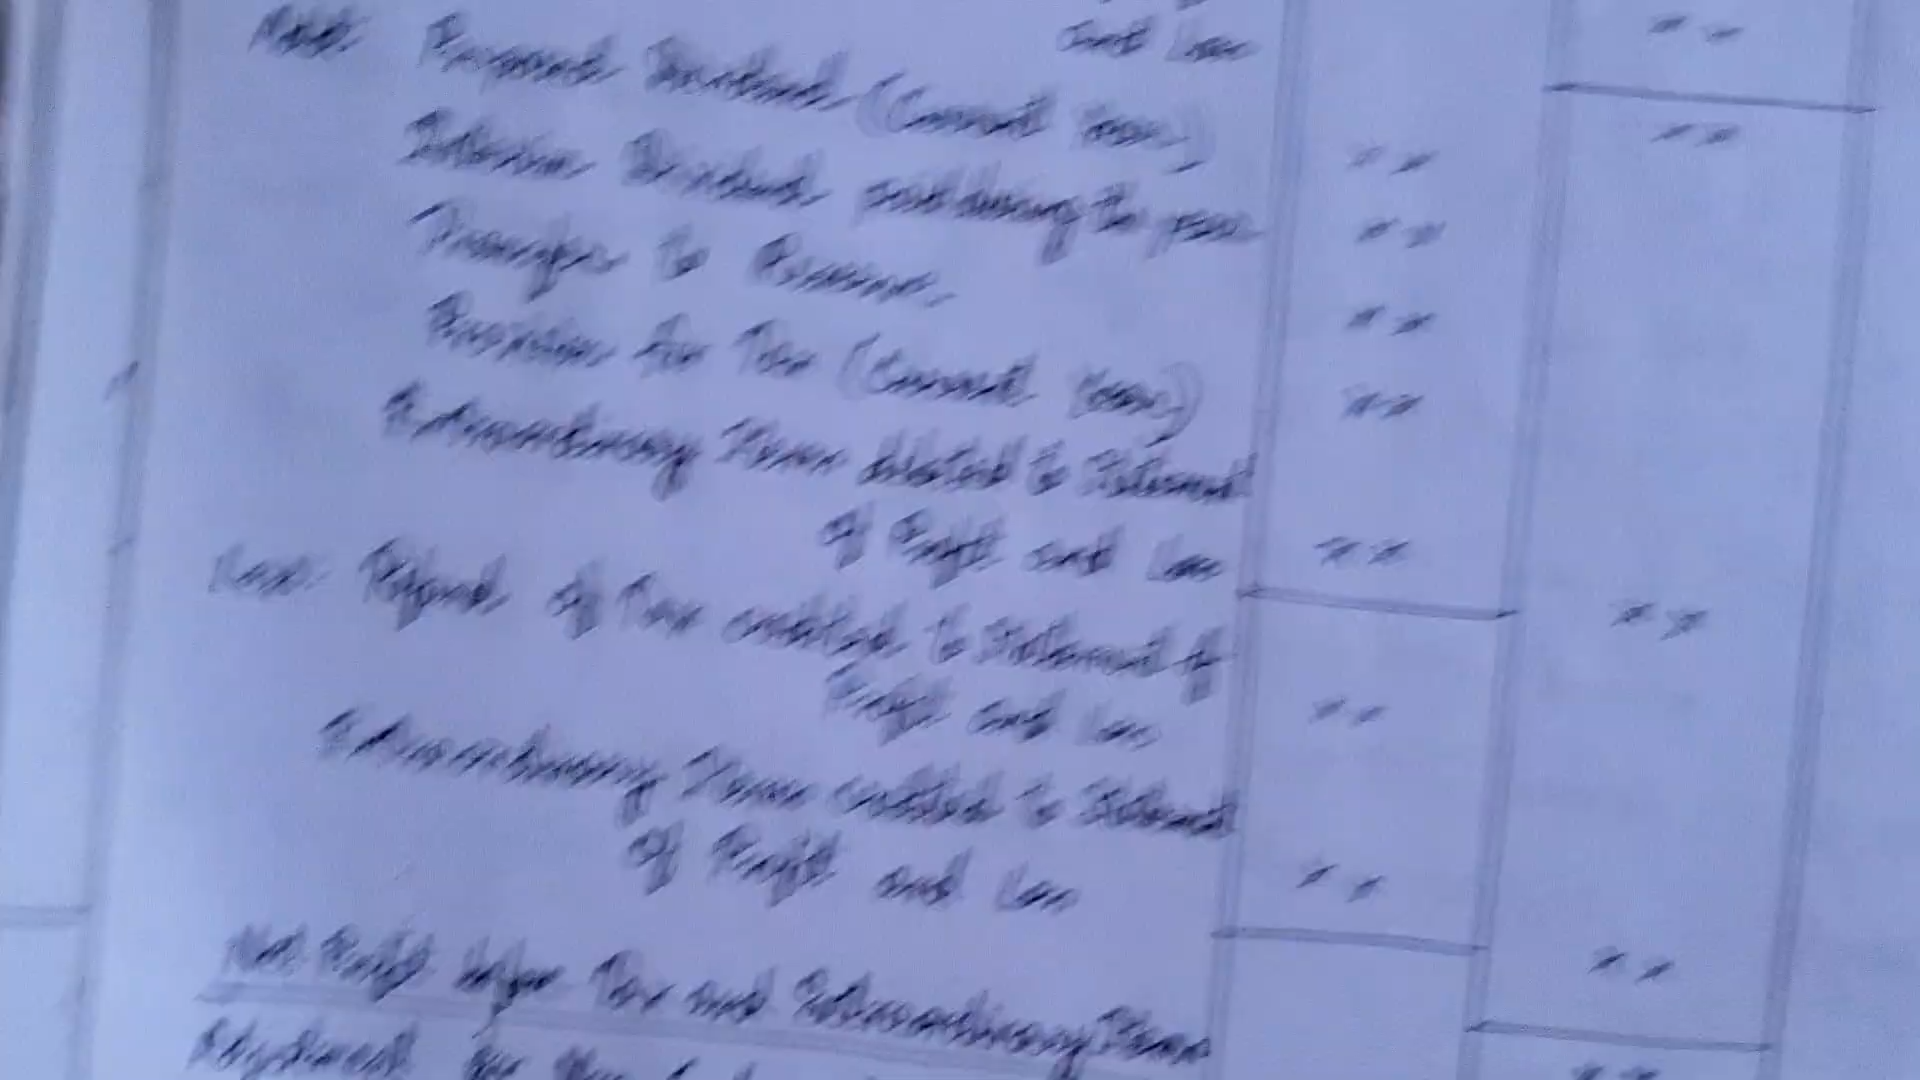 and Loss ××
Add: Proposed Dividend (Current Year) ××
××
Interim Dividend paid during the year ××
Transfer to Reserve ××
Provision for Tax (Current Year) ××
Extraordinary Items debited to Statement
of Profit and Loss ××
××
Less: Refund of Tax credited to Statement of
Profit and Loss ××
Extraordinary Items credited to Statement
of Profit and Loss ××
××
Net Profit before Tax and Extraordinary Items
××
Adjustment for